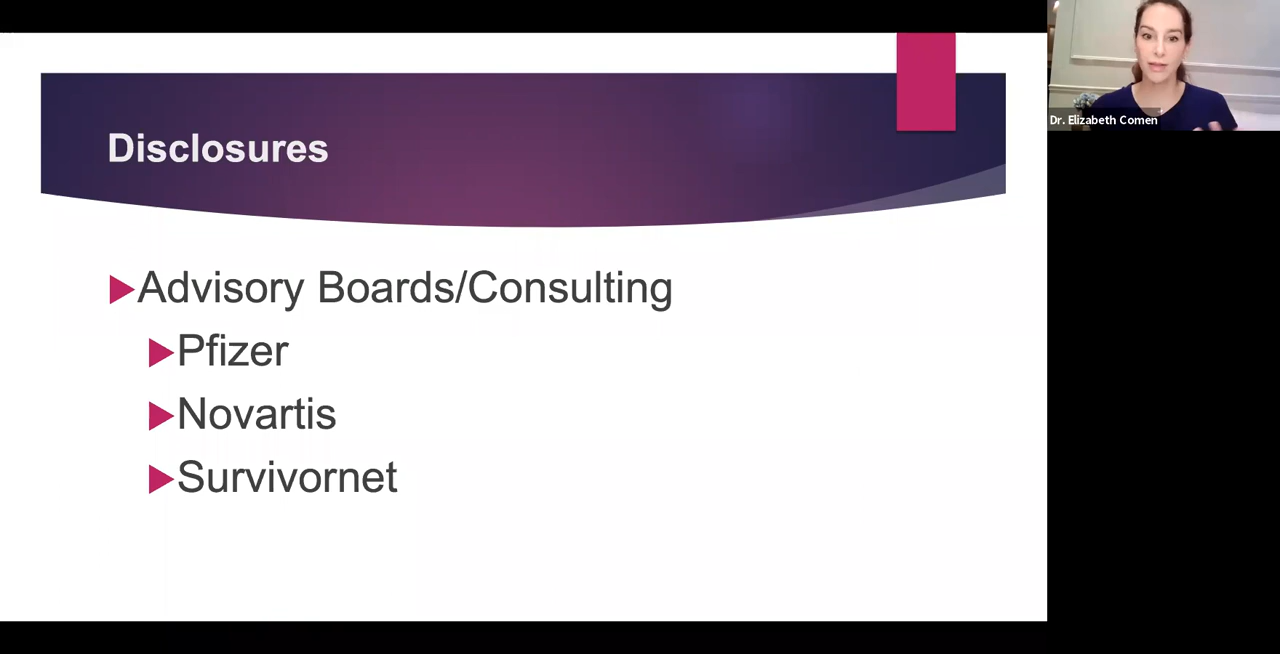 Disclosures
Advisory Boards/Consulting
Pfizer
Novartis
Survivornet
Dr. Elizabeth Comen